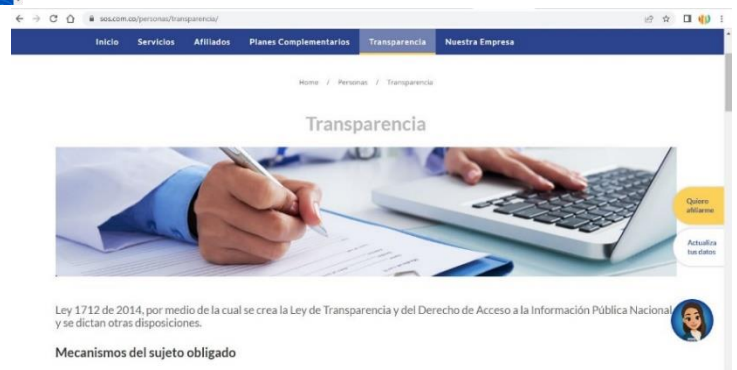 sos.com.co/personas/transparencia/
Inicio Servicios Afiliados Planes Complementarios Transparencia Nuestra Empresa
Home / Personas / Transparencia
Transparencia
Quiero
afiliarme
Actualiza
tus datos
Ley 1712 de 2014, por medio de la cual se crea la Ley de Transparencia y del Derecho de Acceso a la Información Pública Nacional
y se dictan otras disposiciones.
Mecanismos del sujeto obligado